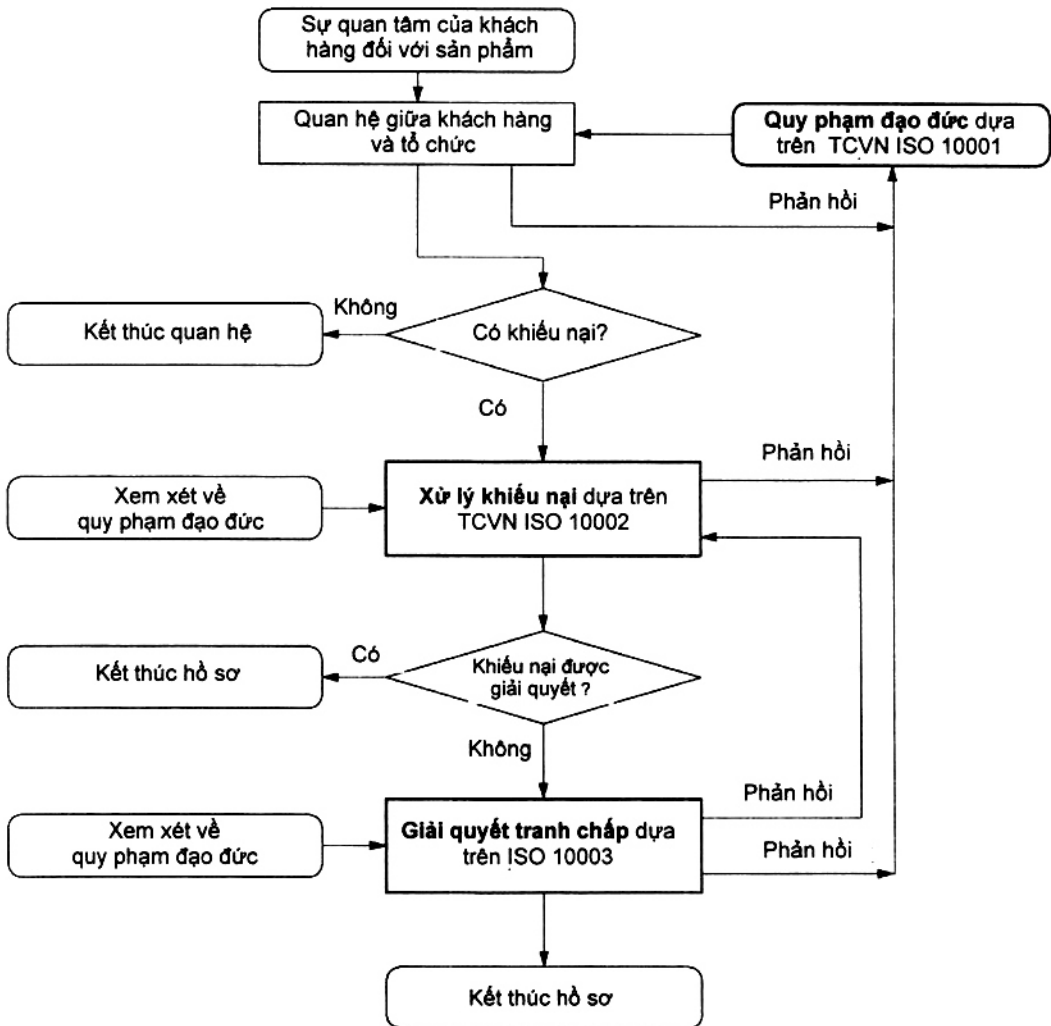 Sự quan tâm của khách
hàng đối với sản phẩm
Quan hệ giữa khách hàng
và tổ chức
Quy phạm đạo đức dựa
trên TCVN ISO 10001
Phản hồi
Không
Kết thúc quan hệ
Có khiếu nại?
Có
Phản hồi
Xem xét về
quy phạm đạo đức
Xử lý khiếu nại dựa trên
TCVN ISO 10002
Có
Kết thúc hồ sơ
Khiếu nại được
giải quyết ?
Không
Phản hồi
Xem xét về
quy phạm đạo đức
Giải quyết tranh chấp dựa
trên ISO 10003
Phản hồi
Kết thúc hồ sơ